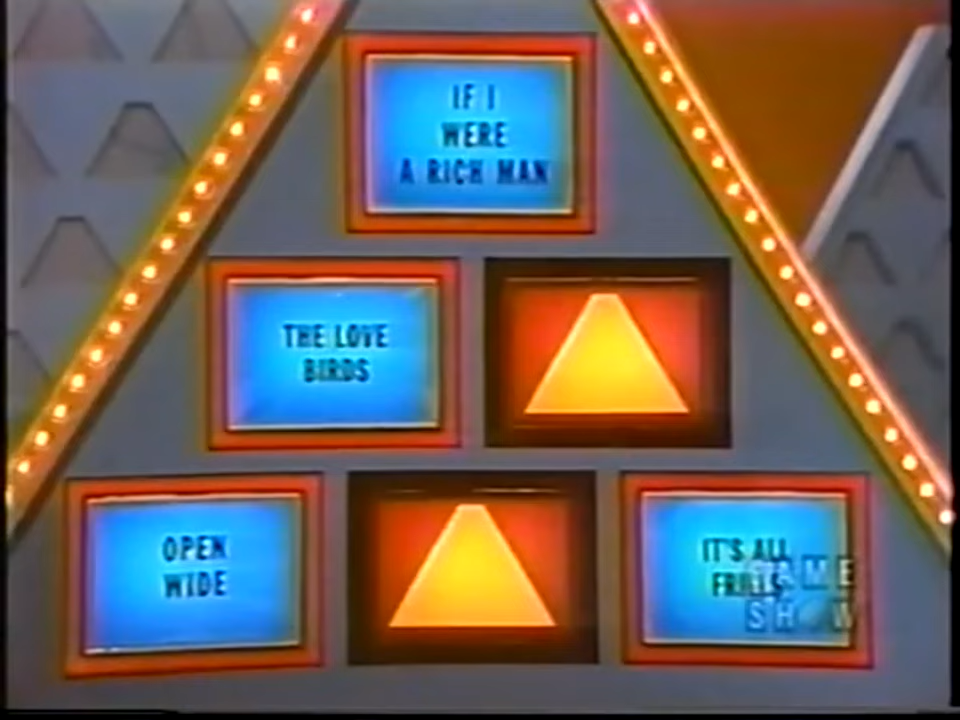 IF I
WERE
A RICH MAN
THE LOVE
BIRDS
OPEN
WIDE
IT'S ALL
FRILLS
GAME
SHOW